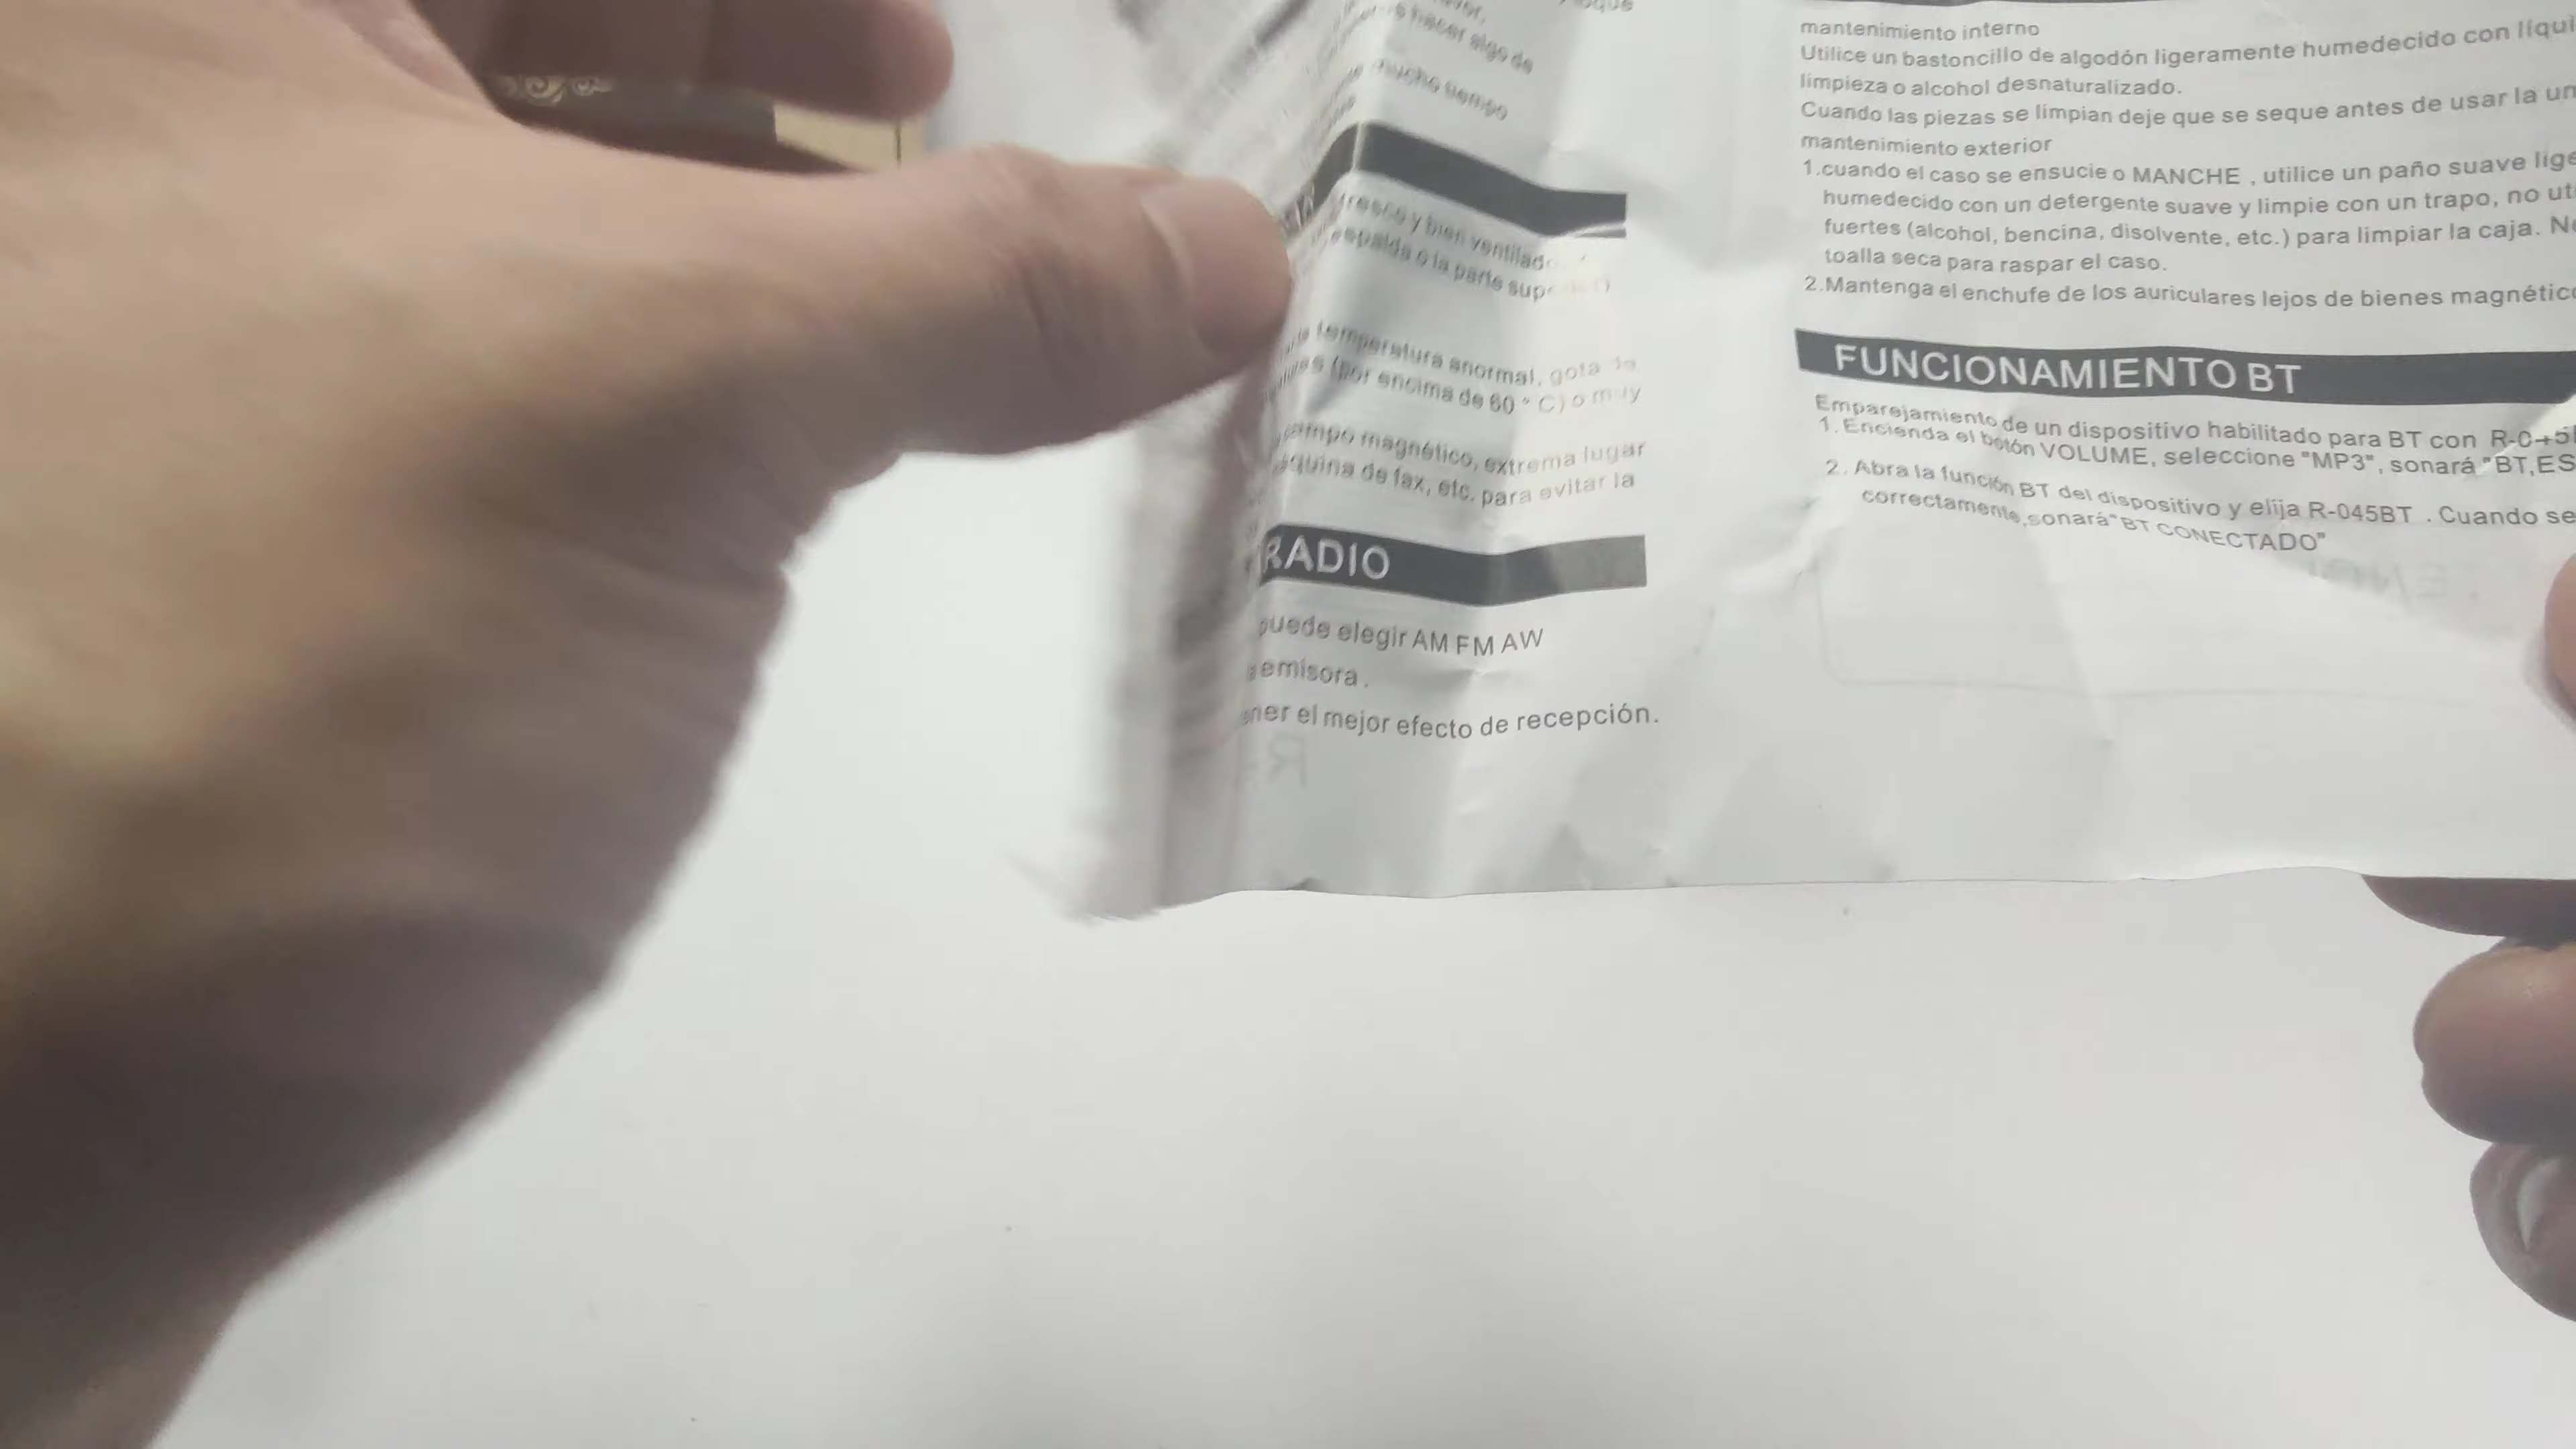 hacer algo de
mucho tiempo
fresco y bien ventilado
espalda o la parte
temperatura anormal, gota de
(por encima de 60 ° C) o muy
campo magnético, extrema lugar
de fax, etc. para evitar la
RADIO
puede elegir AM FM AW
emisora.
el mejor efecto de recepción.
mantenimiento interno
Utilice un bastoncillo de algodón ligeramente humedecido con
limpieza o alcohol desnaturalizado.
Cuando las piezas se limpian deje que se seque antes de usar la
mantenimiento exterior
1.cuando el caso se ensucie o MANCHE , utilice un paño suave
humedecido con un detergente suave y limpie con un trapo, no
fuertes (alcohol, bencina, disolvente, etc.) para limpiar la caja.
toalla seca para raspar el caso.
2.Mantenga el enchufe de los auriculares lejos de bienes
FUNCIONAMIENTO BT
Emparejamiento de un dispositivo habilitado para BT con
1. Encienda el botón VOLUME, seleccione "MP3", sonará "BT,
2. Abra la función BT del dispositivo y elija R-045BT . Cuando se
correctamente,sonará"BT CONECTADO"